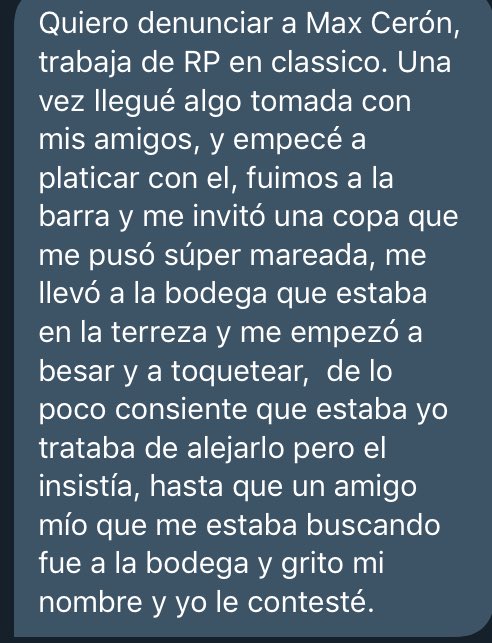 Quiero denunciar a Max Cerón,
trabaja de RP en classico. Una
vez llegué algo tomada con
mis amigos, y empecé a
platicar con el, fuimos a la
barra y me invitó una copa que
me pusó súper mareada, me
llevó a la bodega que estaba
en la terreza y me empezó a
besar y a toquetear,  de lo
poco consiente que estaba yo
trataba de alejarlo pero el
insistía, hasta que un amigo
mío que me estaba buscando
fue a la bodega y grito mi
nombre y yo le contesté.